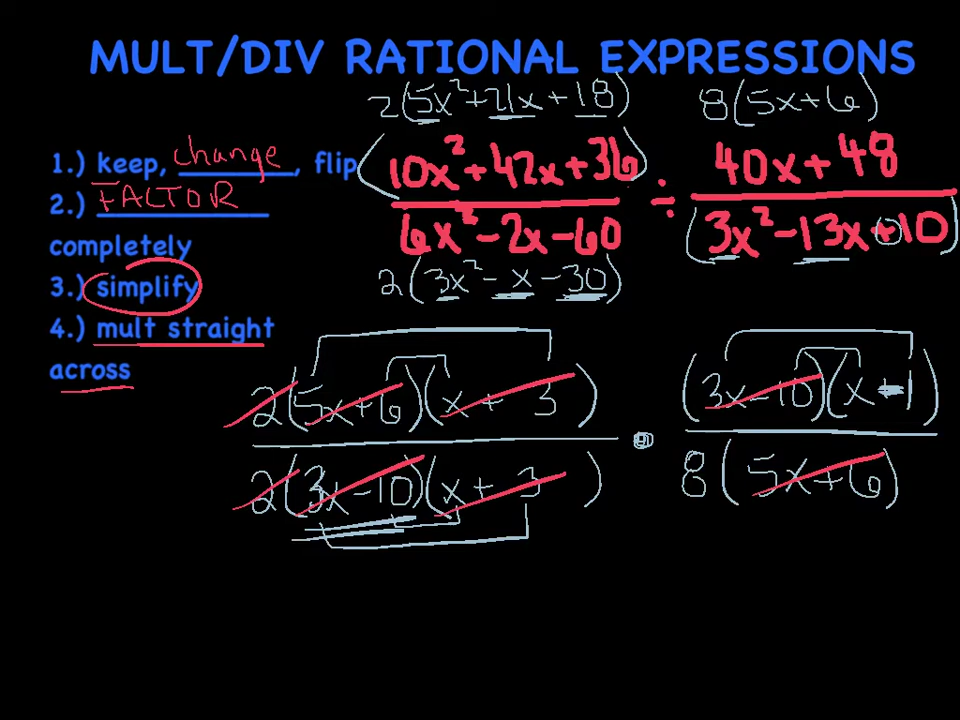 MULT/DIV RATIONAL EXPRESSIONS
2(5x²+21x+18) 8(5x+6)
1.) keep, change, flip
10x²+42x+36 ÷ 40x+48
2.) FACTOR
6x²-2x-60 3x²-13x+10
completely
2(3x²-x-30)
3.) simplify
4.) mult straight
across
2(5x+6)(x+3) · (3x-10)(x-1)
2(3x-10)(x+3) 8(5x+6)